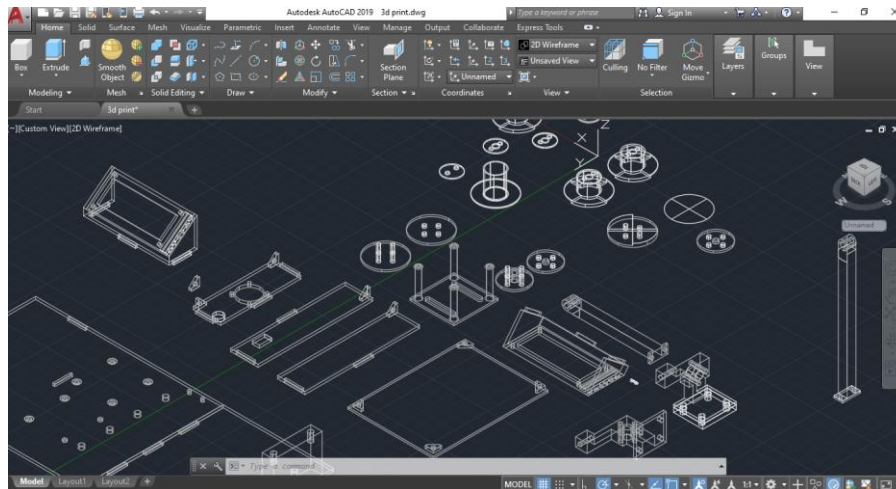 Autodesk AutoCAD 2019 3d print.dwg
Type a keyword or phrase
Sign In
Home Solid Surface Mesh Visualize Parametric Insert Annotate View Manage Output Collaborate Express Tools
Box
Extrude
Smooth
Object
Section
Plane
2D Wireframe
Unsaved View
Unnamed
Culling
No Filter
Move
Gizmo
Layers
Groups
View
Modeling Mesh Solid Editing Draw Modify Section Coordinates View Selection
Start 3d print*
[−][Custom View][2D Wireframe]
X
Y
Z
W
S
Unnamed
Type a command
Model Layout1 Layout2 +
MODEL 1:1